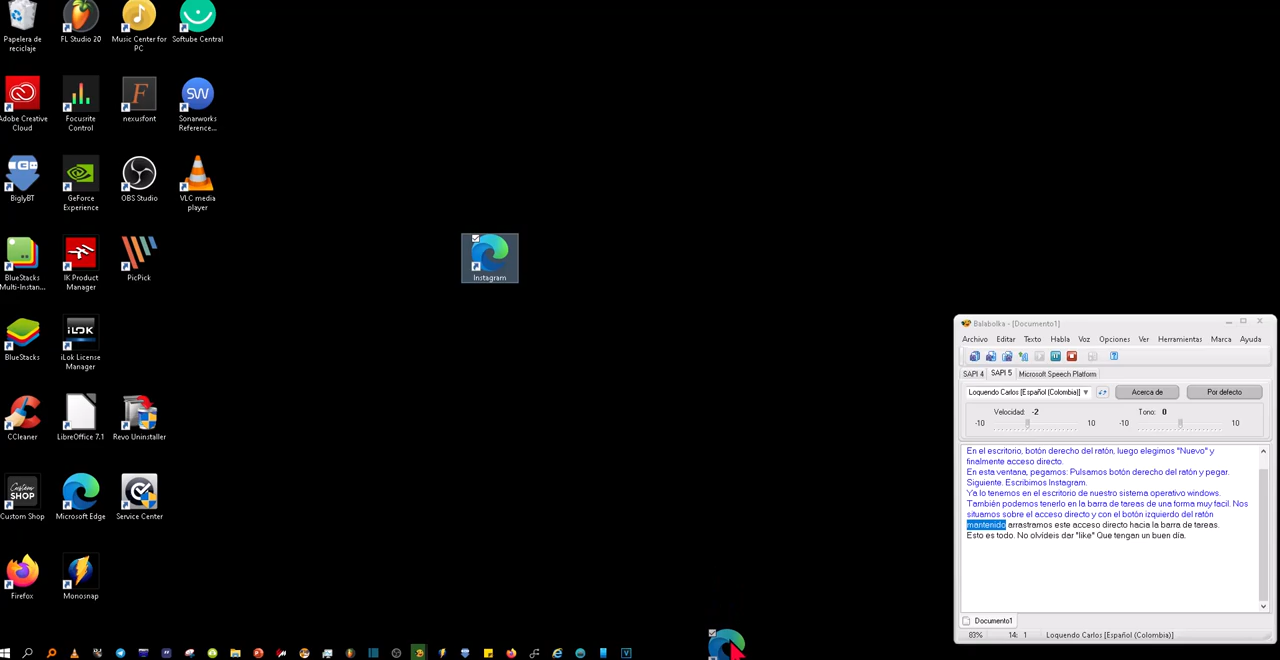 Papelera de
reciclaje
FL Studio 20
Music Center for
PC
Softube Central
Adobe Creative
Cloud
Focusrite
Control
F
nexusfont
SW
Sonarworks
Reference...
BiglyBT
GeForce
Experience
OBS Studio
VLC media
player
BlueStacks
Multi-Instan...
IK Product
Manager
PicPick
Instagram
BlueStacks
iLOK
iLok License
Manager
CCleaner
LibreOffice 7.1
Revo Uninstaller
Custom
SHOP
Custom Shop
Microsoft Edge
Service Center
Firefox
Monosnap
Balabolka - [Documento1]
Archivo Editar Texto Habla Voz Opciones Ver Herramientas Marca Ayuda
SAPI 4 SAPI 5 Microsoft Speech Platform
Loquendo Carlos [Español (Colombia)] Acerca de Por defecto
Velocidad: -2 Tono: 0
-10 10 -10 10
En el escritorio, botón derecho del ratón, luego elegimos "Nuevo" y
finalmente acceso directo.
En esta ventana, pegamos: Pulsamos botón derecho del ratón y pegar.
Siguiente. Escribimos Instagram.
Ya lo tenemos en el escritorio de nuestro sistema operativo windows.
También podemos tenerlo en la barra de tareas de una forma muy facil. Nos
situamos sobre el acceso directo y con el botón izquierdo del ratón
mantenido arrastramos este acceso directo hacia la barra de tareas.
Esto es todo. No olvideis dar "like" Que tengan un buen día.
Documento1
83% 14: 1 Loquendo Carlos [Español (Colombia)]